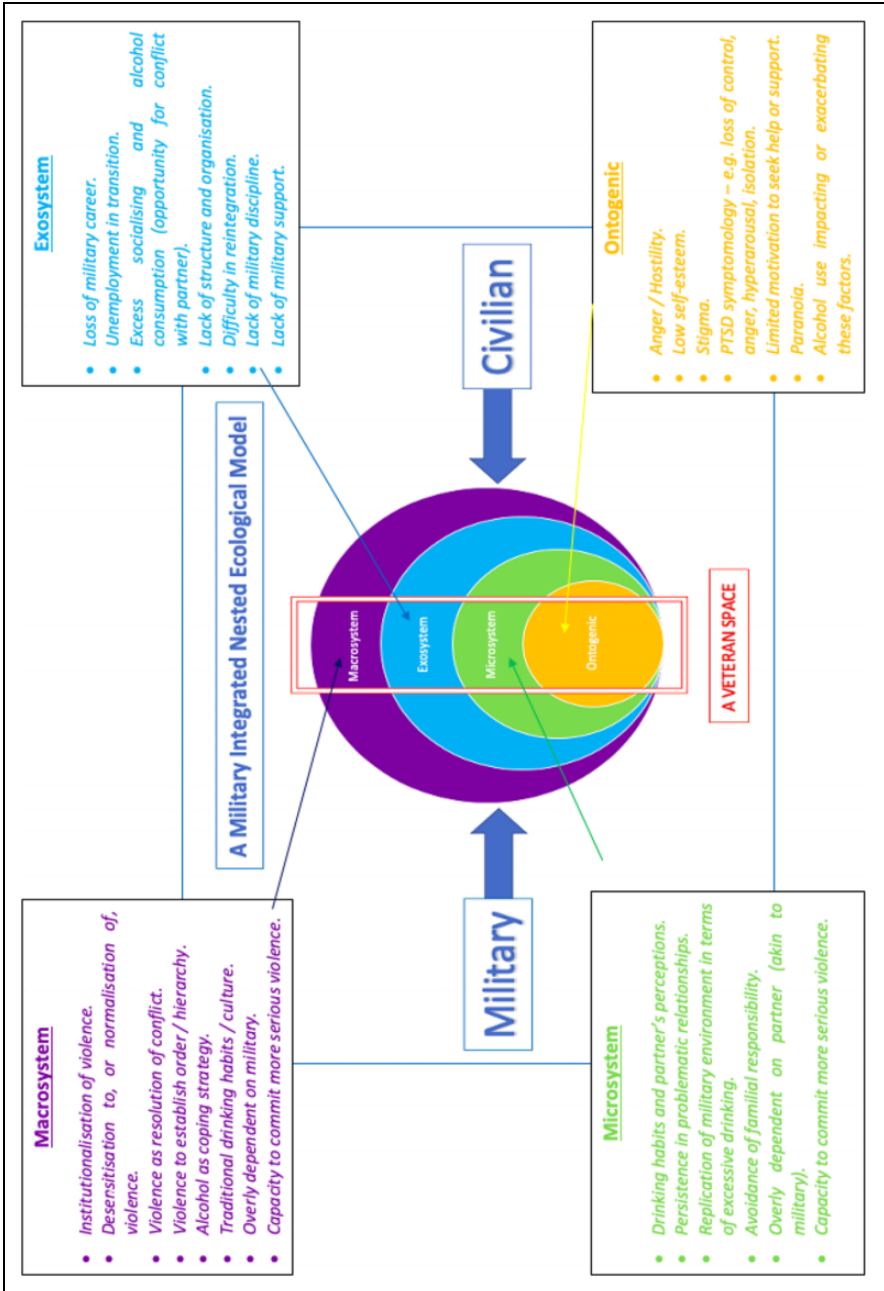 A Military Integrated Nested Ecological Model
Macrosystem
• Institutionalisation of violence.
• Desensitisation to, or normalisation of,
violence.
• Violence as resolution of conflict.
• Violence to establish order / hierarchy.
• Alcohol as coping strategy.
• Traditional drinking habits / culture.
• Overly dependent on military.
• Capacity to commit more serious violence.
Exosystem
• Loss of military career.
• Unemployment in transition.
• Excess socialising and alcohol
consumption (opportunity for conflict
with partner).
• Lack of structure and organisation.
• Difficulty in reintegration.
• Lack of military discipline.
• Lack of military support.
Military
Macrosystem
Exosystem
Microsystem
Ontogenic
Civilian
A VETERAN SPACE
Microsystem
• Drinking habits and partner's perceptions.
• Persistence in problematic relationships.
• Replication of military environment in terms
of excessive drinking.
• Avoidance of familial responsibility.
• Overly dependent on partner (akin to
military).
• Capacity to commit more serious violence.
Ontogenic
• Anger / Hostility.
• Low self-esteem.
• Stigma.
• PTSD symptomology – e.g. loss of control,
anger, hyperarousal, isolation.
• Limited motivation to seek help or support.
• Paranoia.
• Alcohol use impacting or exacerbating
these factors.